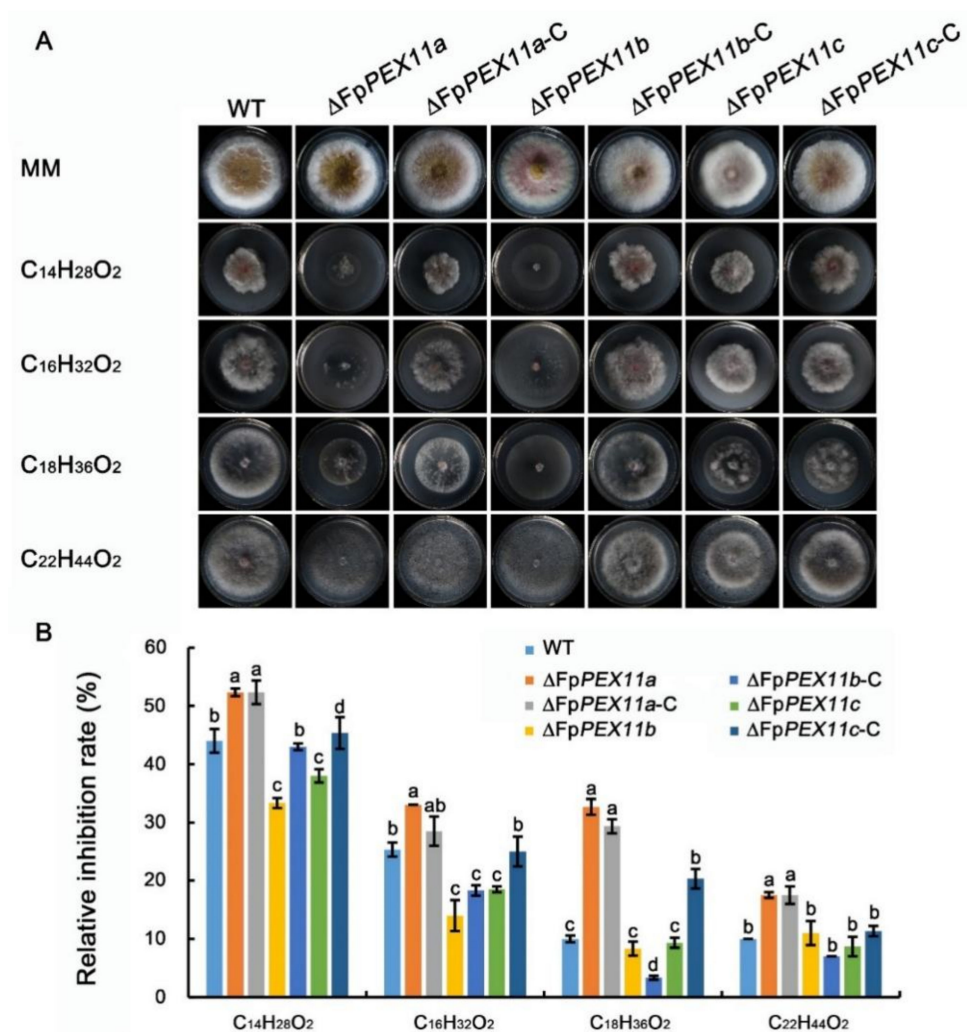 A
WT ΔFpPEX11a ΔFpPEX11a-C ΔFpPEX11b ΔFpPEX11b-C ΔFpPEX11c ΔFpPEX11c-C
MM
C₁₄H₂₈O₂
C₁₆H₃₂O₂
C₁₈H₃₆O₂
C₂₂H₄₄O₂
B
Relative inhibition rate (%)
60
50
40
30
20
10
0
WT
ΔFpPEX11a ΔFpPEX11b-C
ΔFpPEX11a-C ΔFpPEX11c
ΔFpPEX11b ΔFpPEX11c-C
b a a c b c d
b a ab c c c b
c a a c d c b
b a a b b b b
C₁₄H₂₈O₂ C₁₆H₃₂O₂ C₁₈H₃₆O₂ C₂₂H₄₄O₂